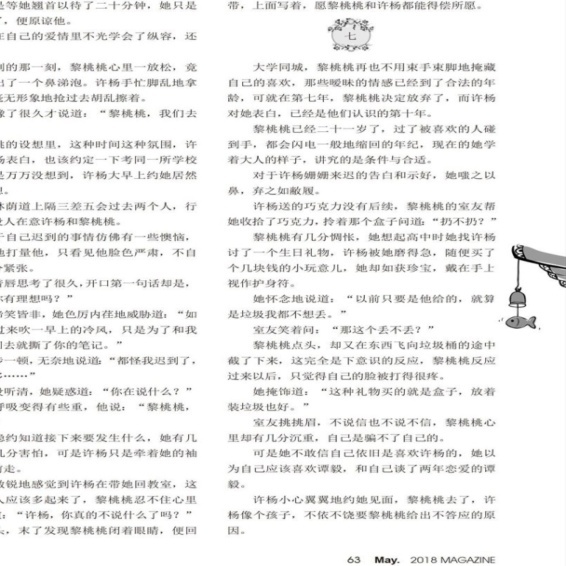 是等她翘首以待了二十分钟，她只是
了，便原谅他。
在自己的爱情里不光学会了纵容，还
到的那一刻，黎桃桃心里一放松，竟
出了一个鼻涕泡。许杨手忙脚乱地拿
无形象地抢过去胡乱擦着。
了很久才说道：“黎桃桃，我们去
桃的设想里，这种时间这种氛围，许
杨表白，也该约定一下考同一所学校
是万万没想到，许杨大早上约她居然
林荫道上隔三差五会过去两个人，行
没人在意许杨和黎桃桃。
于自己迟到的事情仿佛有一些懊恼，
地打量他，只看见他脸色严肃，不自
紧张。
唇思考了很久，开口第一句话却是，
有理想吗？”
笑皆非，她色厉内荏地威胁道：“如
过来吹一早上的冷风，只是为了和我
回去就撕了你的笔记。”
一顿，无奈地说道：“都怪我迟到了，
……”
没听清，她疑惑道：“你在说什么？”
呼吸变得有些重，他说：“黎桃桃，
隐约知道接下来要发生什么，她有几
几分害怕，可是许杨只是牵着她的袖
前走。
敏锐地感觉到许杨在带她回教室，这
人应该多起来了，黎桃桃忍不住心里
：“许杨，你真的不说什么了吗？”
头，末了发现黎桃桃闭着眼睛，便回
带，上面写着，愿黎桃桃和许杨都能得偿所愿。
七
大学同城，黎桃桃再也不用束手束脚地掩藏
自己的喜欢，那些暧昧的情感已经到了合法的年
龄，可就在第七年，黎桃桃决定放弃了，而许杨
对她表白，已经是他们认识的第十年。
黎桃桃已经二十一岁了，过了被喜欢的人碰
到手，都会闪电一般地缩回的年纪，现在的她学
着大人的样子，讲究的是条件与合适。
对于许杨姗姗来迟的告白和示好，她嗤之以
鼻，弃之如敝履。
许杨送的巧克力没有后续，黎桃桃的室友帮
她收拾了巧克力，拎着那个盒子问道：“扔不扔？”
黎桃桃有几分惆怅，她想起高中时她找许杨
讨了一个生日礼物，许杨被她磨得急，随便买了
个几块钱的小玩意儿，她却如获珍宝，戴在手上
视作护身符。
她怀念地说道：“以前只要是他给的，就算
是垃圾我都不想丢。”
室友笑着问：“那这个丢不丢？”
黎桃桃点头，却又在东西飞向垃圾桶的途中
截了下来，这完全是下意识的反应，黎桃桃反应
过来以后，只觉得自己的脸被打得很疼。
她掩饰道：“这种礼物买的就是盒子，放着
装垃圾也好。”
室友挑挑眉，不说信也不说不信，黎桃桃心
里却有几分沉重，自己是骗不了自己的。
可是她不敢信自己依旧是喜欢许杨的，她以
为自己应该喜欢谭毅，和自己谈了两年恋爱的谭
毅。
许杨小心翼翼地约她见面，黎桃桃去了，许
杨像个孩子，不依不饶要黎桃桃给出不答应的原
因。
63 May. 2018 MAGAZINE